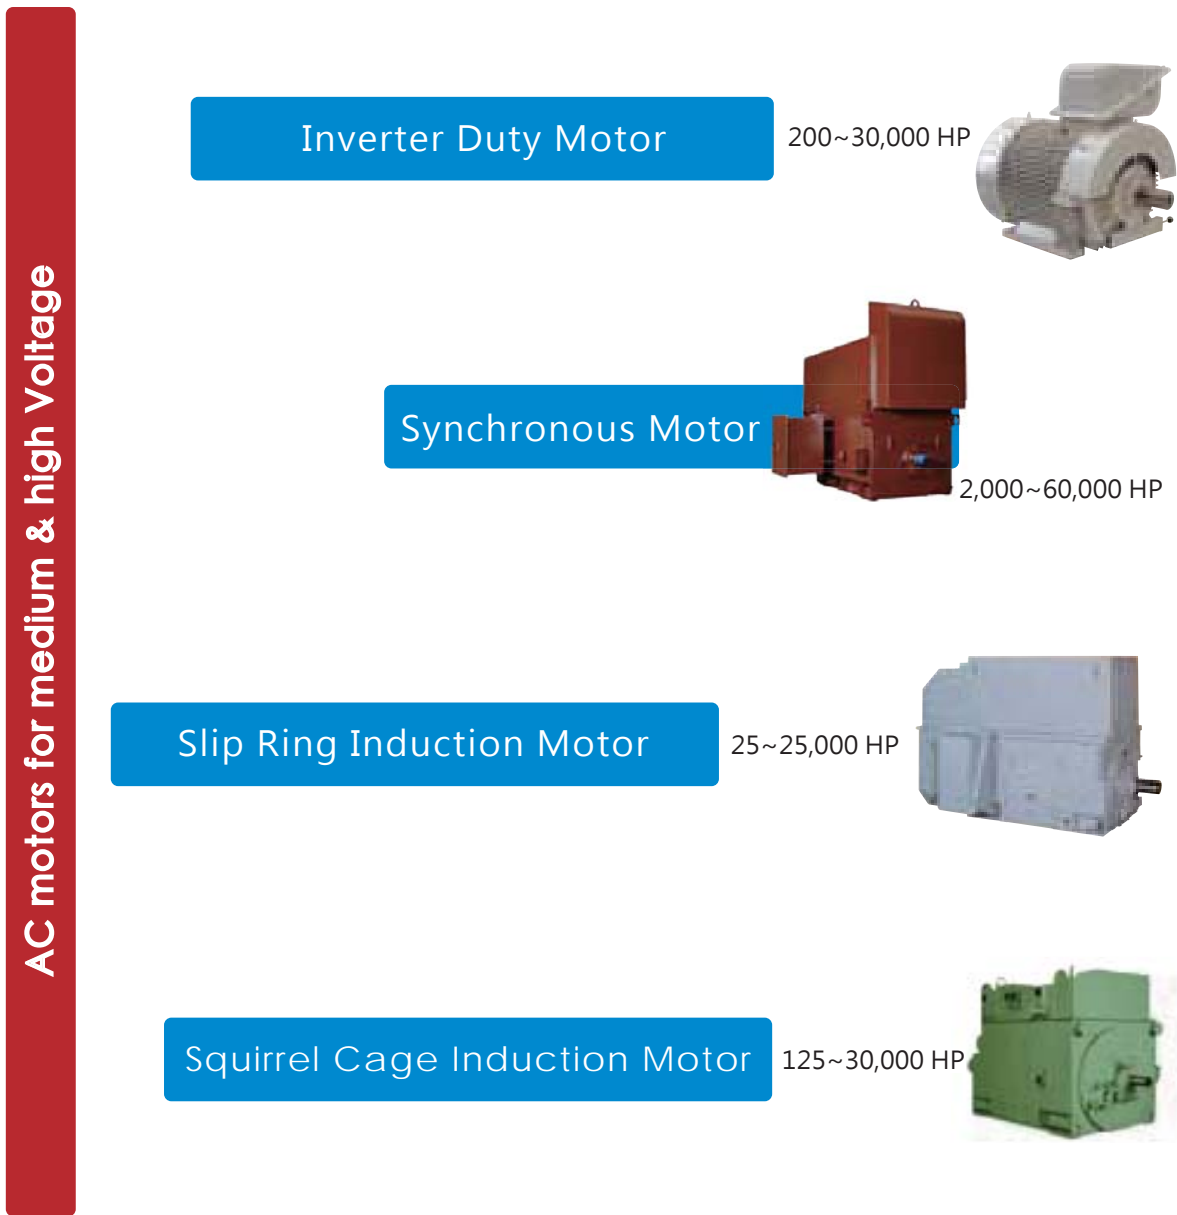 AC motors for medium & high Voltage
Inverter Duty Motor
200~30,000 HP
Synchronous Motor
2,000~60,000 HP
Slip Ring Induction Motor
25~25,000 HP
Squirrel Cage Induction Motor
125~30,000 HP